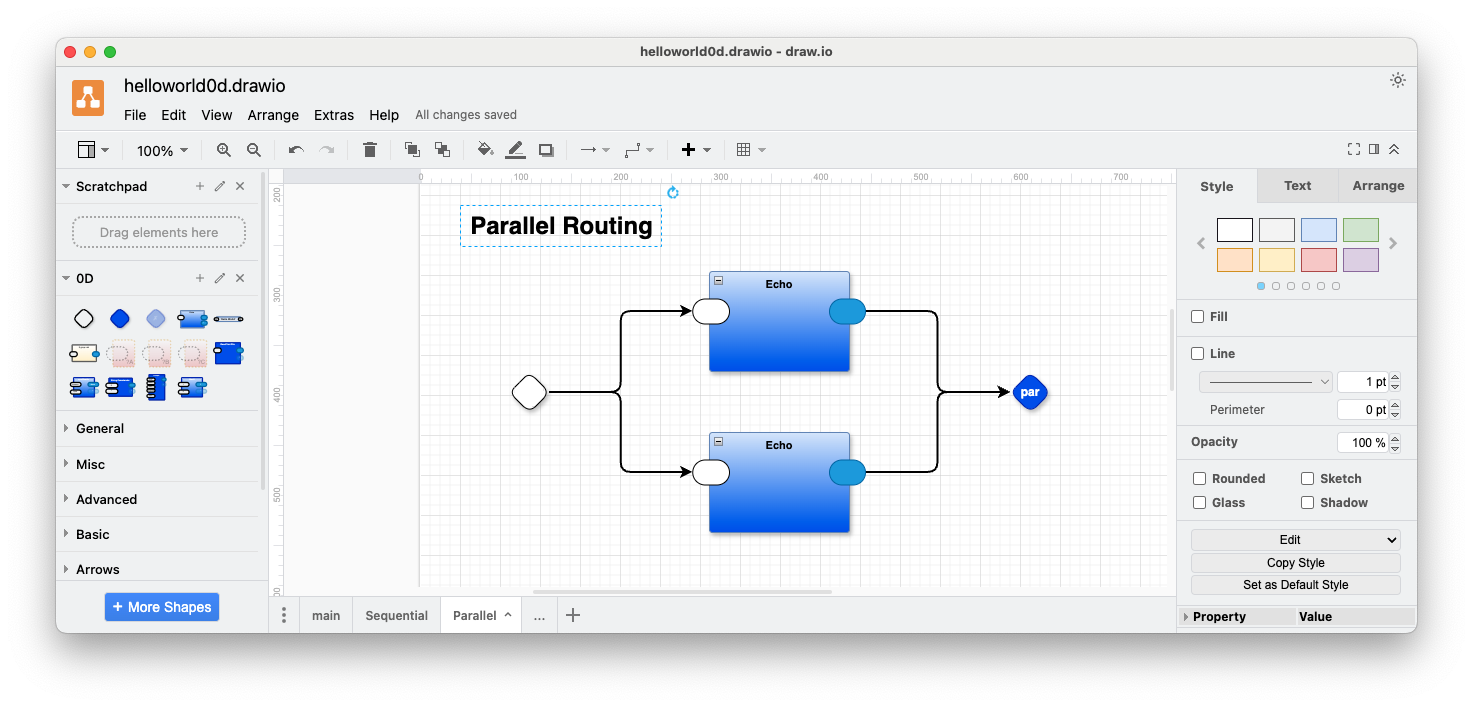 helloworld0d.drawio - draw.io
helloworld0d.drawio
File Edit View Arrange Extras Help All changes saved
100%
Scratchpad
Drag elements here
0D
General
Misc
Advanced
Basic
Arrows
+ More Shapes
0 100 200 300 400 500 600 700
200
300
400
500
Parallel Routing
Echo
par
Echo
main Sequential Parallel ...
Style Text Arrange
Fill
Line
1 pt
Perimeter 0 pt
Opacity 100 %
Rounded Sketch
Glass Shadow
Edit
Copy Style
Set as Default Style
Property Value